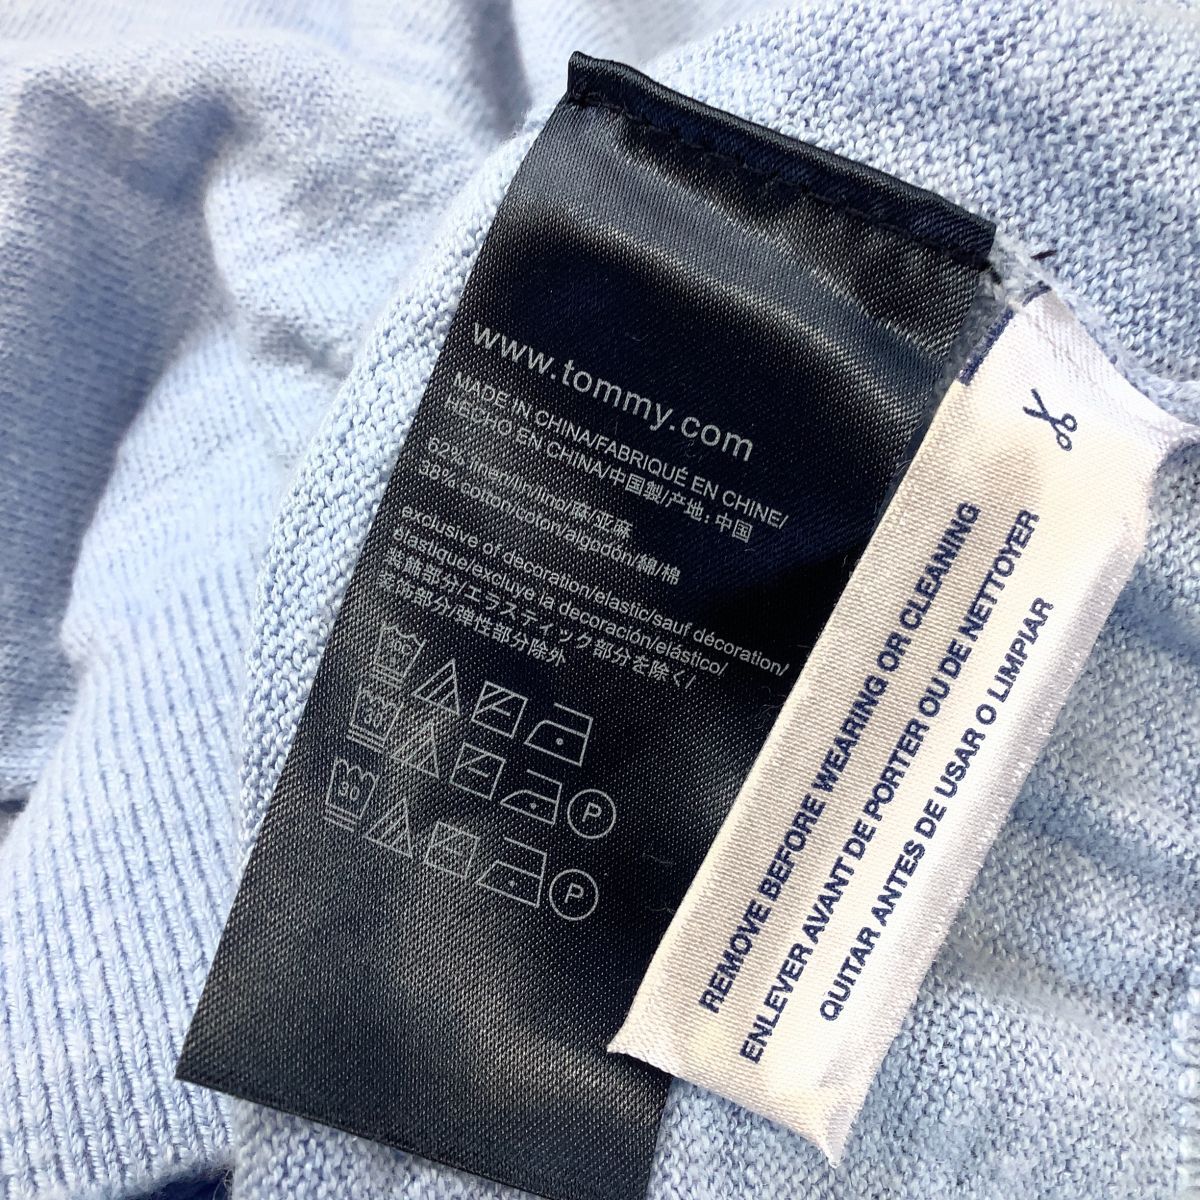 www.tommy.com
MADE IN CHINA/FABRIQUÉ EN CHINE/
HECHO EN CHINA/中国製/产地: 中国
62% linen/lin/lino/麻/亚麻
38% cotton/coton/algodón/綿/棉
exclusive of decoration/elastic/sauf décoration/
élastique/excluye la decoración/elástico/
装飾部分/エラスティック部分を除く/
装饰部分/弹性部分除外
30
P
30
P
REMOVE BEFORE WEARING OR CLEANING
ENLEVER AVANT DE PORTER OU DE NETTOYER
QUITAR ANTES DE USAR O LIMPIAR